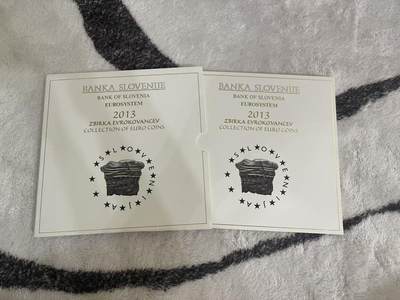 BANKA SLOVENIJE
BANK OF SLOVENIA
EUROSYSTEM
2013
ZBIRKA EVROKOVANCEV
COLLECTION OF EURO COINS
SLOVENIJA
BANKA SLOVENIJE
BANK OF SLOVENIA
EUROSYSTEM
2013
ZBIRKA EVROKOVANCEV
COLLECTION OF EURO COINS
SLOVENIJA